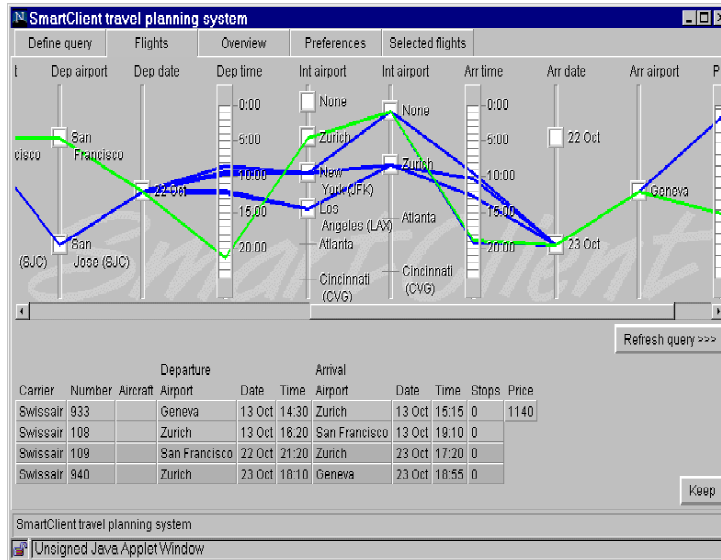 SmartClient travel planning system
Define query Flights Overview Preferences Selected flights
t Dep airport Dep date Dep time Int airport Int airport Arr time Arr date Arr airport P
0:00 None None 0:00
San Francisco 5:00 Zurich 5:00 22 Oct
cisco
22 Oct 10:00 New York (JFK) Zurich 10:00 Geneva
15:00 Los Angeles (LAX) Atlanta 15:00
(SJC) San Jose (SJC) 20:00 Atlanta 20:00 23 Oct
Cincinnati (CVG) Cincinnati (CVG)
SmartClient
Refresh query >>>
Departure Arrival
Carrier Number Aircraft Airport Date Time Airport Date Time Stops Price
Swissair 933 Geneva 13 Oct 14:30 Zurich 13 Oct 15:15 0 1140
Swissair 108 Zurich 13 Oct 16:20 San Francisco 13 Oct 19:10 0
Swissair 109 San Francisco 22 Oct 21:20 Zurich 23 Oct 17:20 0
Swissair 940 Zurich 23 Oct 18:10 Geneva 23 Oct 18:55 0
Keep
SmartClient travel planning system
Unsigned Java Applet Window